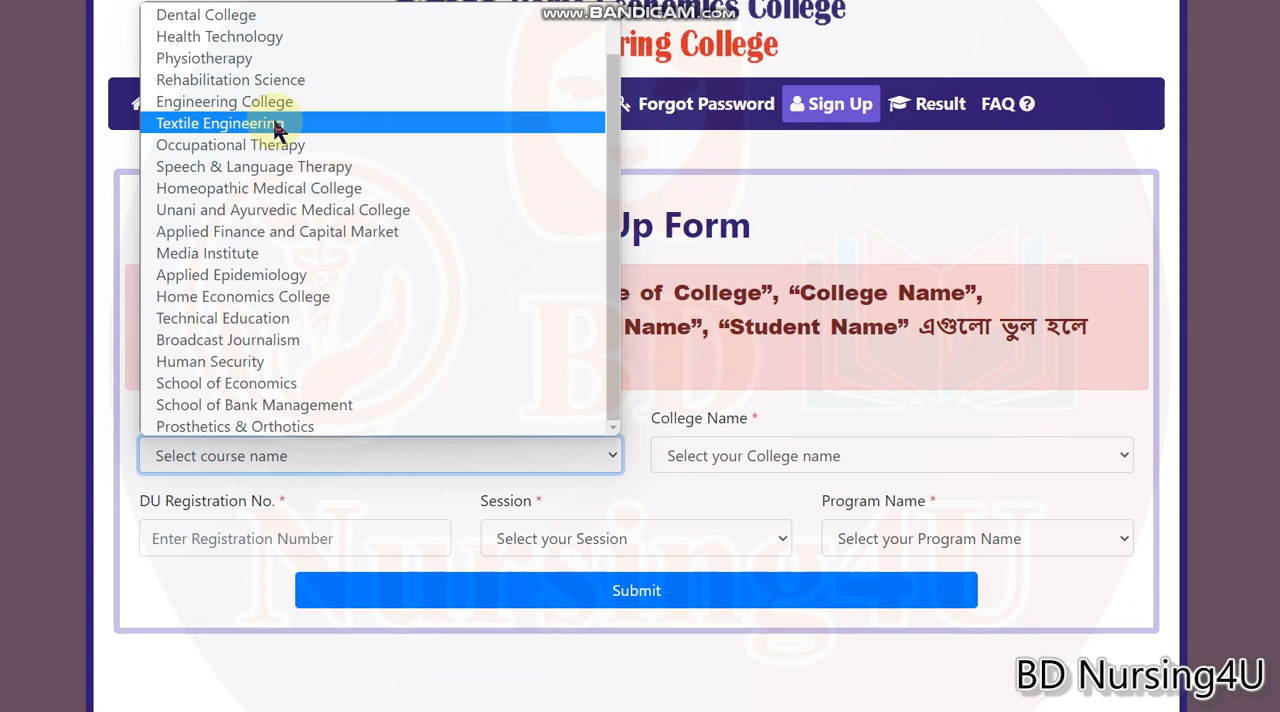 www.BANDICAM.com
Economics College
ring College
Dental College
Health Technology
Physiotherapy
Rehabilitation Science
Engineering College
Textile Engineering
Occupational Therapy
Speech & Language Therapy
Homeopathic Medical College
Unani and Ayurvedic Medical College
Applied Finance and Capital Market
Media Institute
Applied Epidemiology
Home Economics College
Technical Education
Broadcast Journalism
Human Security
School of Economics
School of Bank Management
Prosthetics & Orthotics
Forgot Password
Sign Up
Result
FAQ
Up Form
e of College”, “College Name”,
Name”, “Student Name” এগুলো ভুল হলে
College Name *
Select course name
Select your College name
DU Registration No. *
Session *
Program Name *
Enter Registration Number
Select your Session
Select your Program Name
Submit
BD
Nursing4U
BD Nursing4U